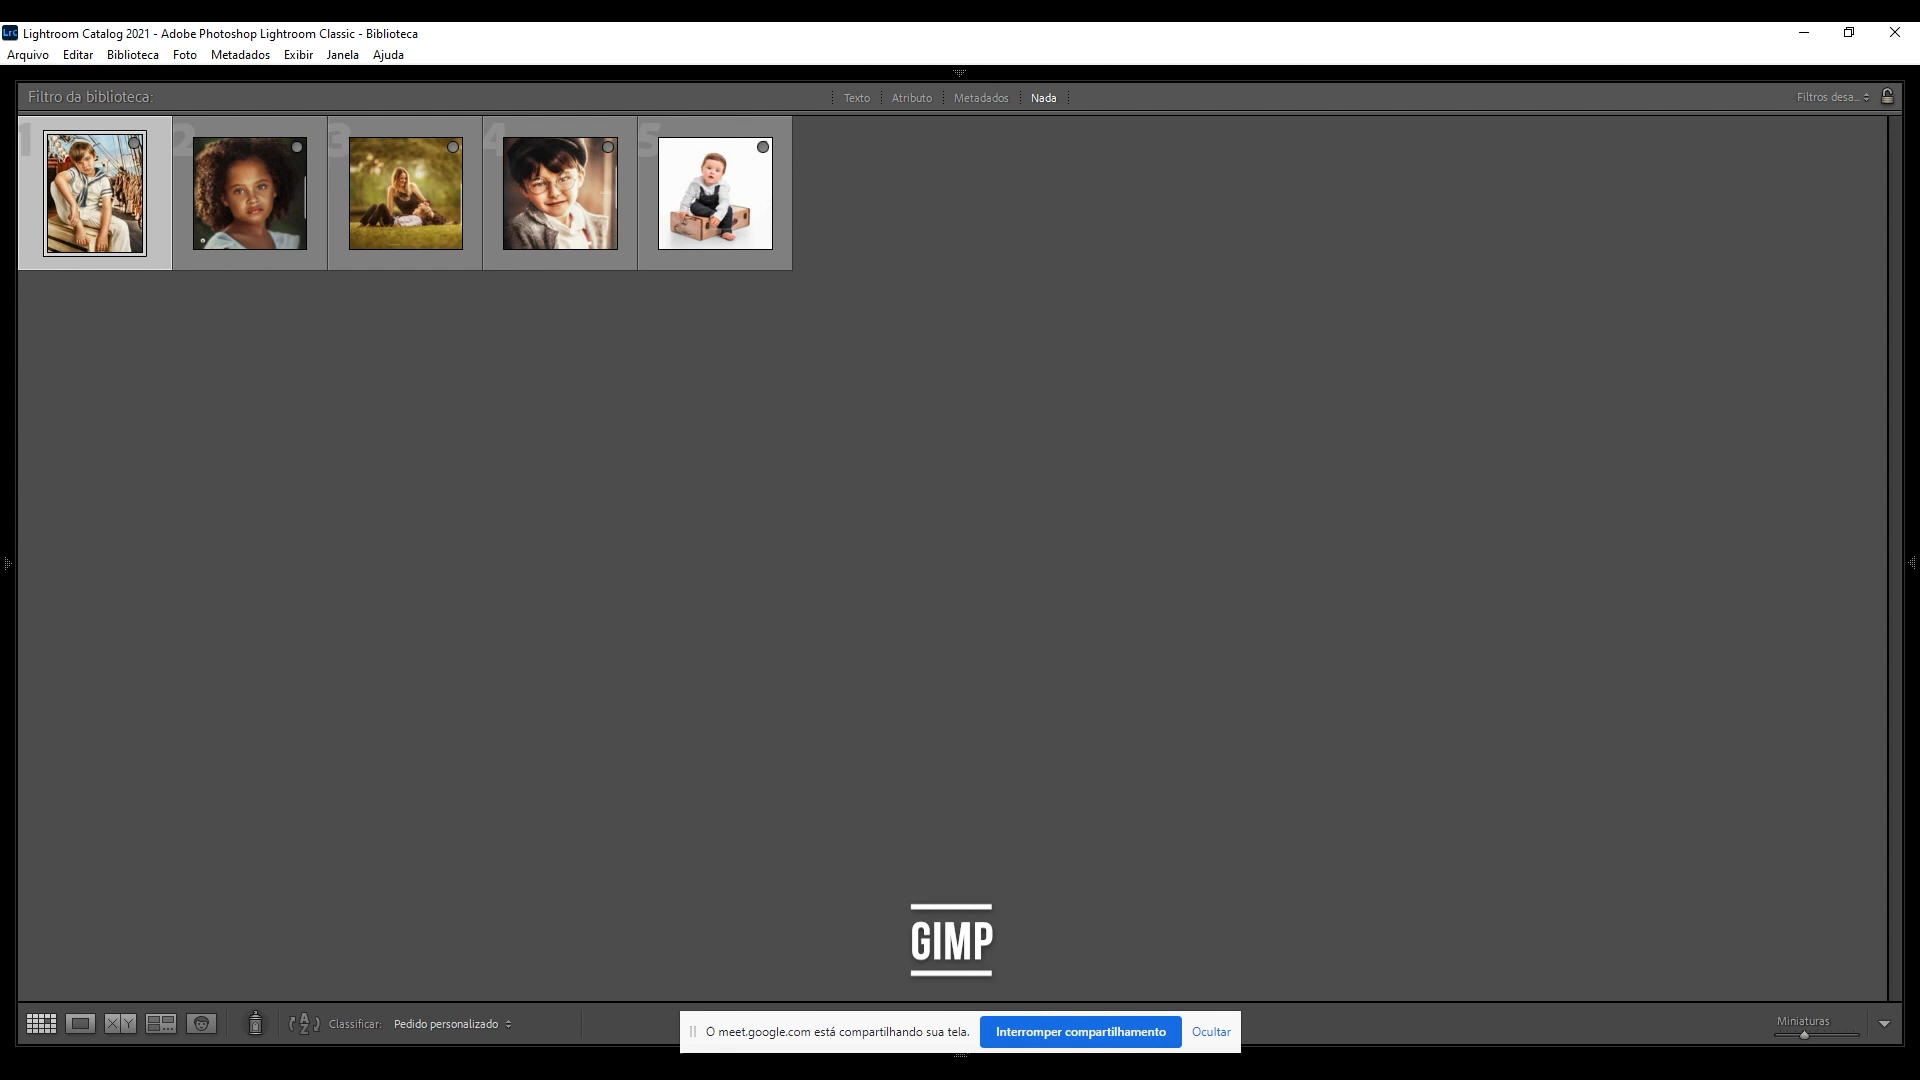 Lrc
Lightroom Catalog 2021 - Adobe Photoshop Lightroom Classic - Biblioteca
Arquivo Editar Biblioteca Foto Metadados Exibir Janela Ajuda
Filtro da biblioteca: Texto Atributo Metadados Nada Filtros desa...
1 2 3 4 5
GIMP
X Y A Z Classificar: Pedido personalizado
O meet.google.com está compartilhando sua tela. Interromper compartilhamento Ocultar
Miniaturas